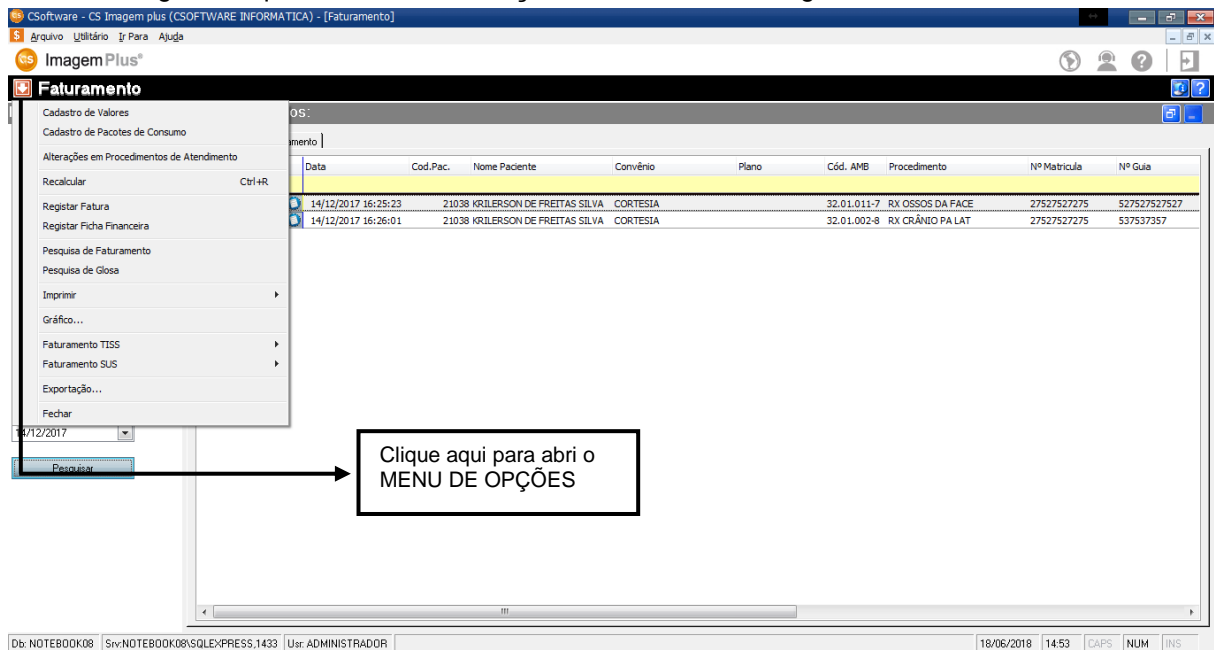 CSoftware - CS Imagem plus (CSOFTWARE INFORMATICA) - [Faturamento]
Arquivo Utilitário Ir Para Ajuda
cs ImagemPlus®
Faturamento
os:
Cadastro de Valores
Cadastro de Pacotes de Consumo
Alterações em Procedimentos de Atendimento
Recalcular Ctrl+R
Registar Fatura
Registar Ficha Financeira
Pesquisa de Faturamento
Pesquisa de Glosa
Imprimir
Gráfico...
Faturamento TISS
Faturamento SUS
Exportação...
Fechar
amento
Data Cod.Pac. Nome Paciente Convênio Plano Cód. AMB Procedimento Nº Matricula Nº Guia
14/12/2017 16:25:23 21038 KRILERSON DE FREITAS SILVA CORTESIA 32.01.011-7 RX OSSOS DA FACE 27527527275 527527527527
14/12/2017 16:26:01 21038 KRILERSON DE FREITAS SILVA CORTESIA 32.01.002-8 RX CRÂNIO PA LAT 27527527275 537537357
14/12/2017
Pesquisar
Clique aqui para abri o
MENU DE OPÇÕES
Db: NOTEBOOK08 Srv:NOTEBOOK08\SQLEXPRESS,1433 Usr: ADMINISTRADOR 18/06/2018 14:53 CAPS NUM INS